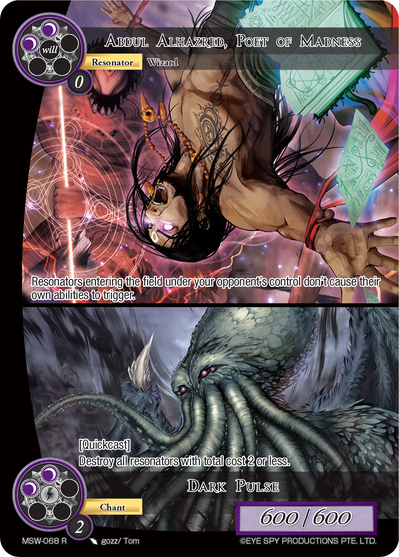 Abdul Alhazred, Poet of Madness
will
Resonator
Wizard
0
Resonators entering the field under your opponent's control don't cause their
own abilities to trigger.
[Quickcast]
Destroy all resonators with total cost 2 or less.
Dark Pulse
Chant
600/600
2
MSW-068 R gozz/ Tom
©EYE SPY PRODUCTIONS PTE. LTD.